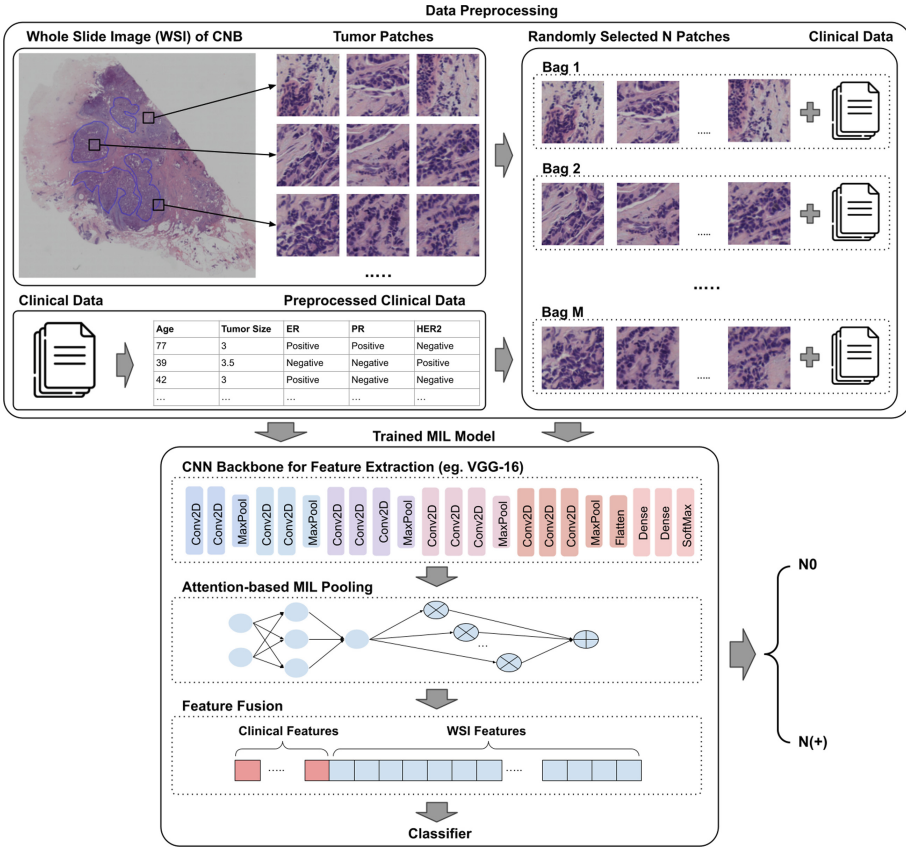 Data Preprocessing
Whole Slide Image (WSI) of CNB
Tumor Patches
.....
Randomly Selected N Patches
Clinical Data
Bag 1
.....
Bag 2
.....
.....
Bag M
.....
Clinical Data
Preprocessed Clinical Data
Age Tumor Size ER PR HER2
77 3 Positive Positive Negative
39 3.5 Negative Negative Positive
42 3 Positive Negative Negative
... ... ... ... ...
Trained MIL Model
CNN Backbone for Feature Extraction (eg. VGG-16)
Conv2D
Conv2D
MaxPool
Conv2D
Conv2D
MaxPool
Conv2D
Conv2D
Conv2D
MaxPool
Conv2D
Conv2D
Conv2D
MaxPool
Conv2D
Conv2D
Conv2D
MaxPool
Flatten
Dense
Dense
SoftMax
Attention-based MIL Pooling
...
Feature Fusion
Clinical Features
WSI Features
.....
.....
Classifier
N0
N(+)